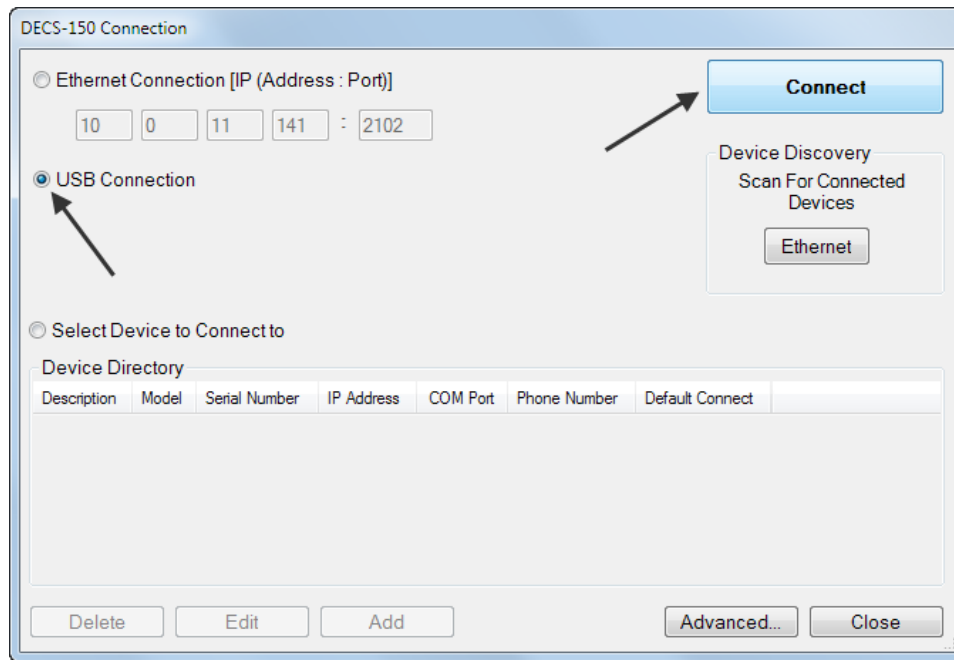 DECS-150 Connection
Ethernet Connection [IP (Address : Port)]
10 0 11 141 : 2102
Connect
USB Connection
Device Discovery
Scan For Connected
Devices
Ethernet
Select Device to Connect to
Device Directory
Description Model Serial Number IP Address COM Port Phone Number Default Connect
Delete Edit Add Advanced... Close